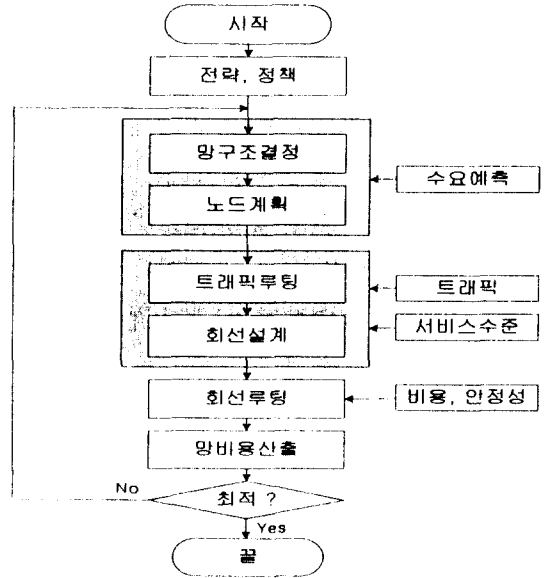 시작
전략, 정책
망구조결정
수요예측
노드계획
트래픽루팅
트래픽
서비스수준
회선설계
회선루팅
비용, 안정성
망비용산출
No
최적 ?
Yes
끝